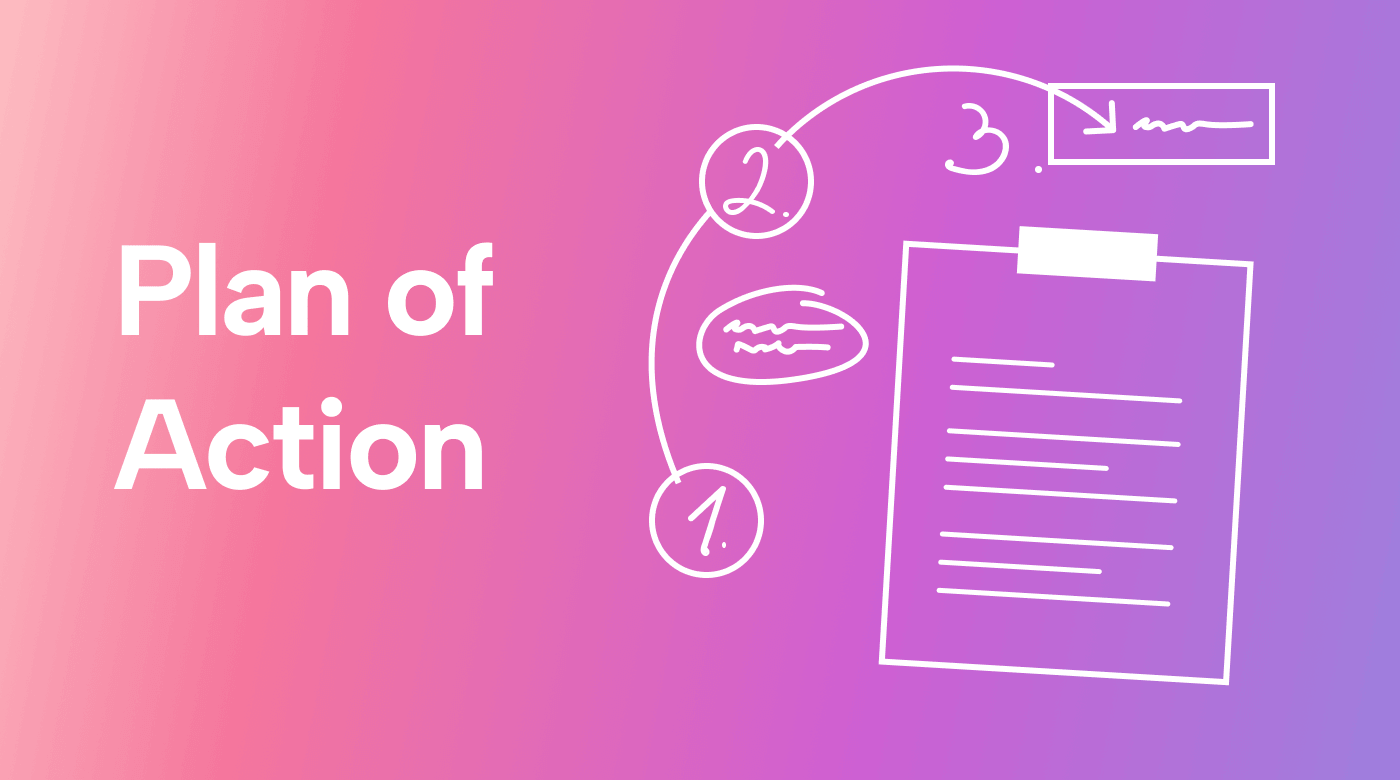 Plan of
Action
1.
2.
3.